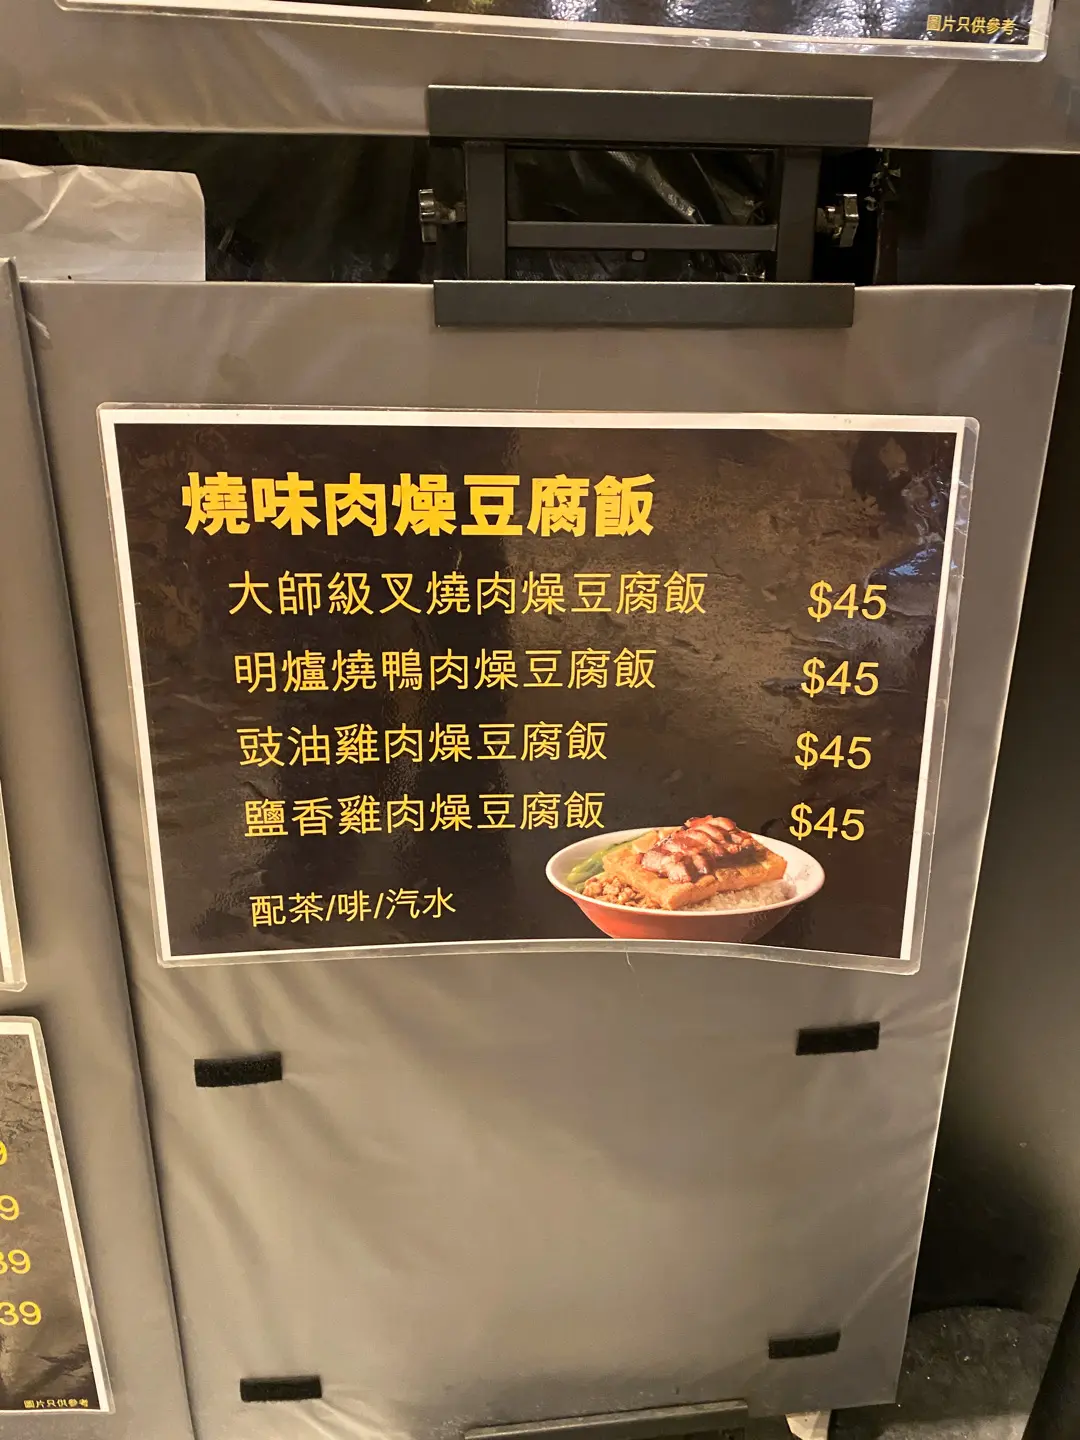 圖片只供參考
燒味肉燥豆腐飯
大師級叉燒肉燥豆腐飯 $45
明爐燒鴨肉燥豆腐飯 $45
豉油雞肉燥豆腐飯 $45
鹽香雞肉燥豆腐飯 $45
配茶/啡/汽水
9
9
39
39
圖片只供參考